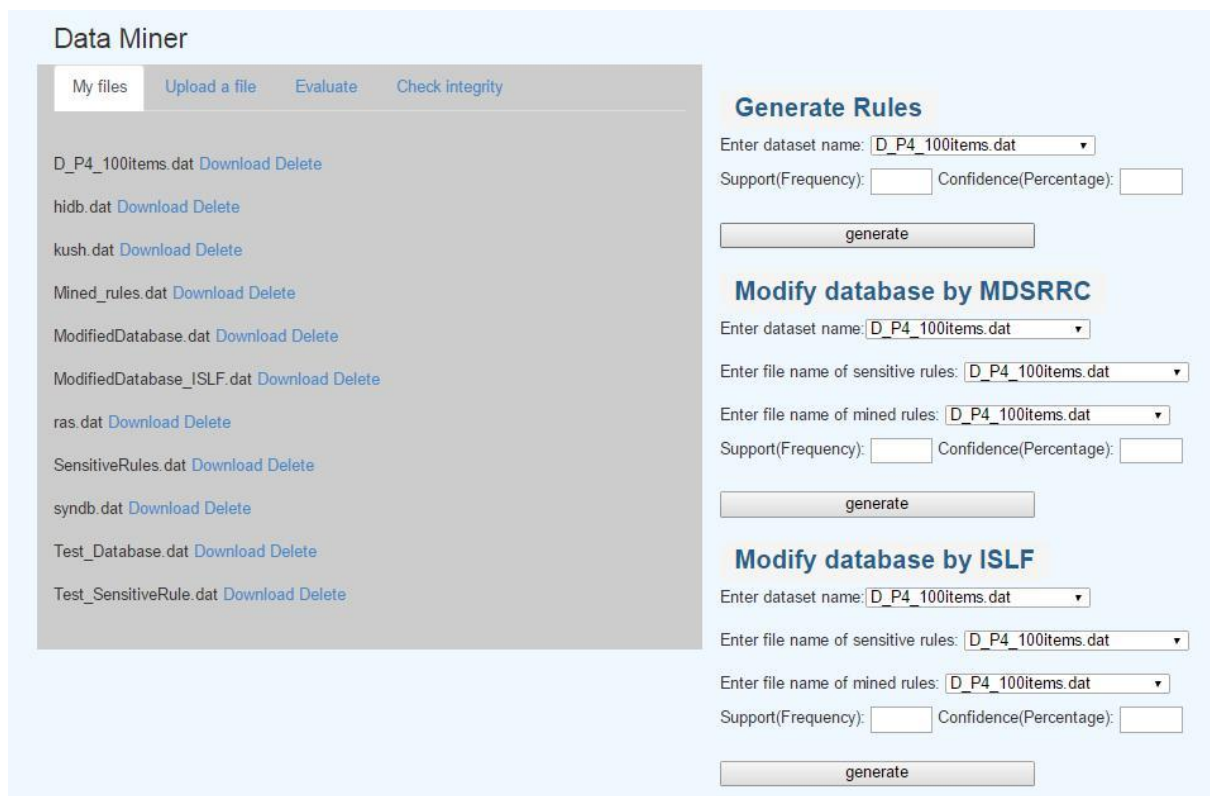 Data Miner
My files Upload a file Evaluate Check integrity
D_P4_100items.dat Download Delete
hidb.dat Download Delete
kush.dat Download Delete
Mined_rules.dat Download Delete
ModifiedDatabase.dat Download Delete
ModifiedDatabase_ISLF.dat Download Delete
ras.dat Download Delete
SensitiveRules.dat Download Delete
syndb.dat Download Delete
Test_Database.dat Download Delete
Test_SensitiveRule.dat Download Delete
Generate Rules
Enter dataset name: D_P4_100items.dat
Support(Frequency): Confidence(Percentage):
generate
Modify database by MDSRRC
Enter dataset name: D_P4_100items.dat
Enter file name of sensitive rules: D_P4_100items.dat
Enter file name of mined rules: D_P4_100items.dat
Support(Frequency): Confidence(Percentage):
generate
Modify database by ISLF
Enter dataset name: D_P4_100items.dat
Enter file name of sensitive rules: D_P4_100items.dat
Enter file name of mined rules: D_P4_100items.dat
Support(Frequency): Confidence(Percentage):
generate